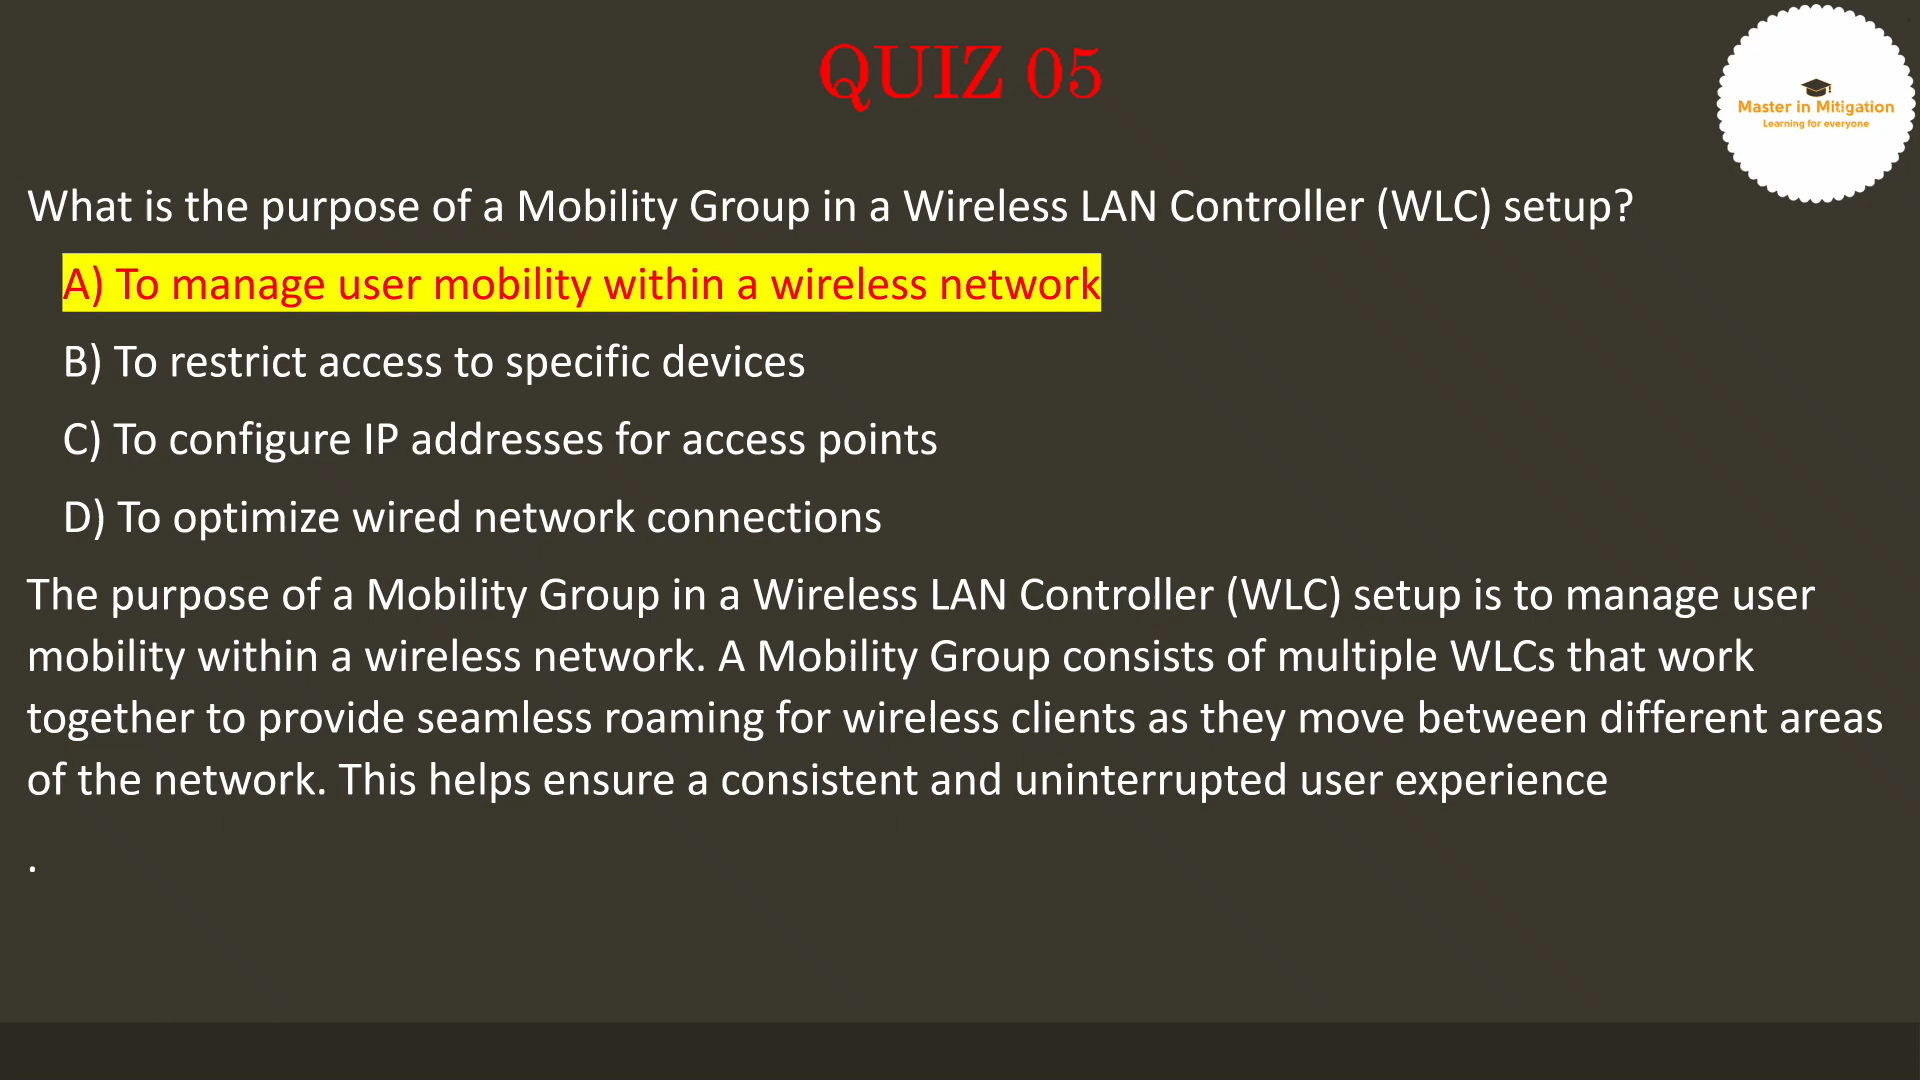 QUIZ 05
Master in Mitigation
Learning for everyone
What is the purpose of a Mobility Group in a Wireless LAN Controller (WLC) setup?
A) To manage user mobility within a wireless network
B) To restrict access to specific devices
C) To configure IP addresses for access points
D) To optimize wired network connections
The purpose of a Mobility Group in a Wireless LAN Controller (WLC) setup is to manage user
mobility within a wireless network. A Mobility Group consists of multiple WLCs that work
together to provide seamless roaming for wireless clients as they move between different areas
of the network. This helps ensure a consistent and uninterrupted user experience
.